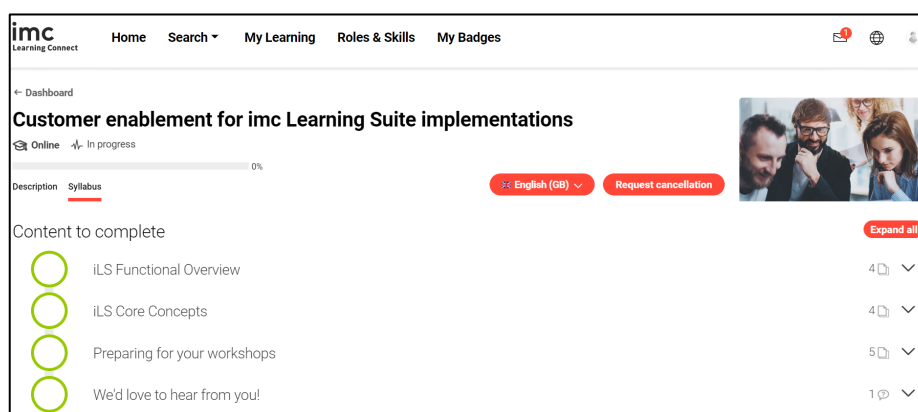 imc
Learning Connect
Home Search My Learning Roles & Skills My Badges
1
← Dashboard
Customer enablement for imc Learning Suite implementations
Online In progress
0%
Description Syllabus
English (GB) Request cancellation
Content to complete
Expand all
iLS Functional Overview 4
iLS Core Concepts 4
Preparing for your workshops 5
We'd love to hear from you! 1